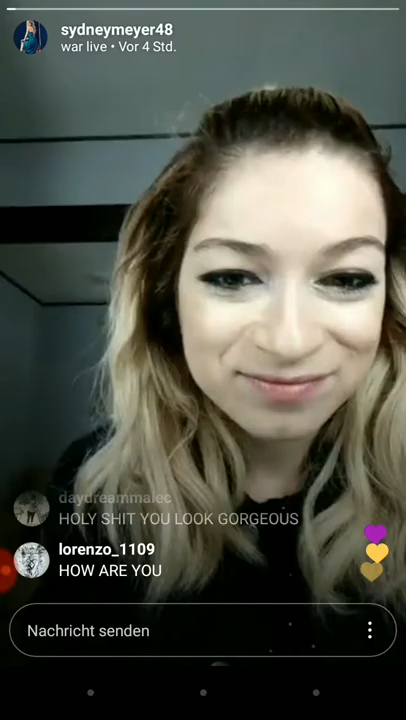 sydneymeyer48
war live • Vor 4 Std.
daydreammalec
HOLY SHIT YOU LOOK GORGEOUS
lorenzo_1109
HOW ARE YOU
Nachricht senden